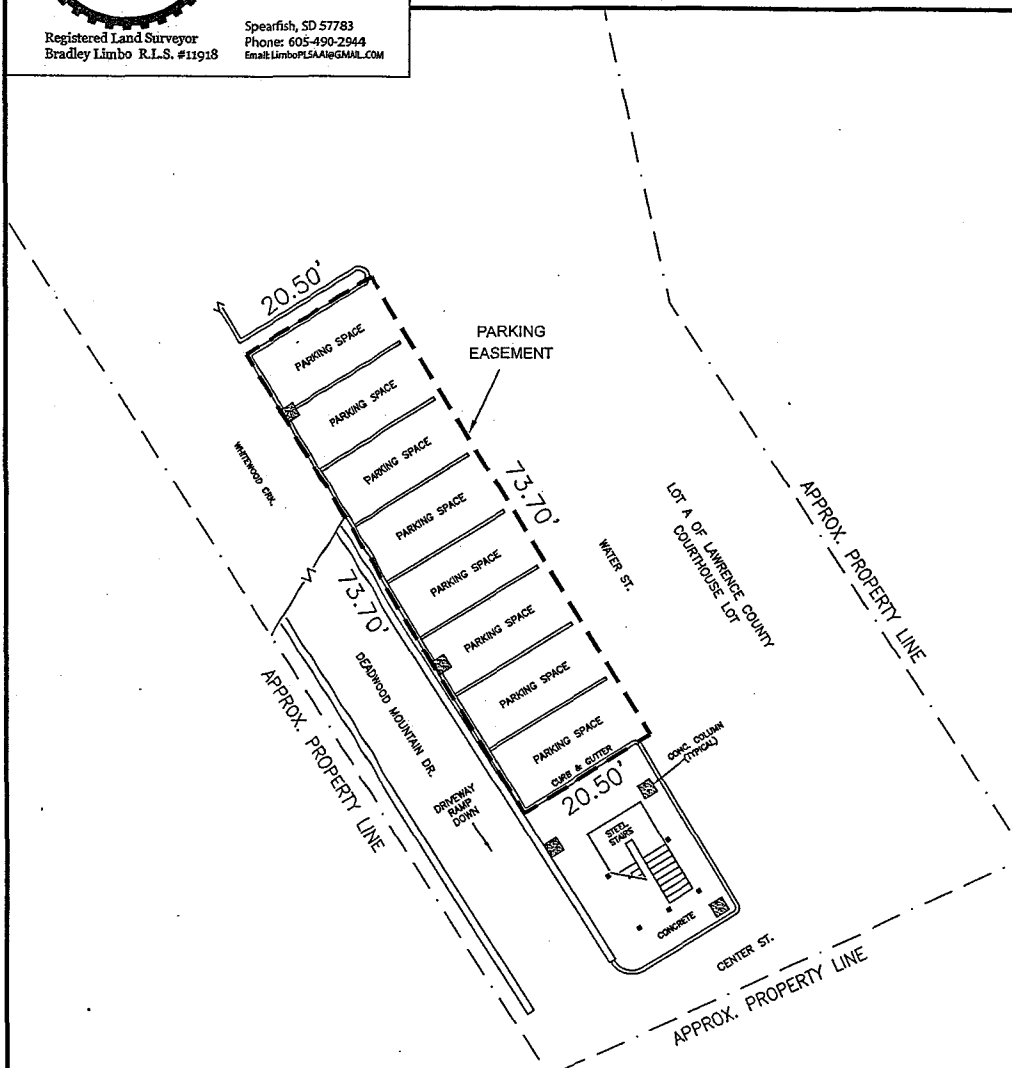 Registered Land Surveyor
Bradley Limbo R.L.S. #11918
Spearfish, SD 57783
Phone: 605-490-2944
Email: LimboPLSAAI@GMAIL.COM
20.50'
PARKING SPACE
PARKING
EASEMENT
PARKING SPACE
WHITEWOOD CRK.
PARKING SPACE
73.70'
PARKING SPACE
LOT A OF LAWRENCE COUNTY
COURTHOUSE LOT
APPROX. PROPERTY LINE
WATER ST.
PARKING SPACE
73.70'
PARKING SPACE
DEADWOOD MOUNTAIN DR.
PARKING SPACE
APPROX. PROPERTY LINE
PARKING SPACE
CURB & GUTTER
CONC. COLUMN
(TYPICAL)
20.50'
DRIVEWAY
RAMP
DOWN
STEEL
STAIRS
CONCRETE
CENTER ST.
APPROX. PROPERTY LINE